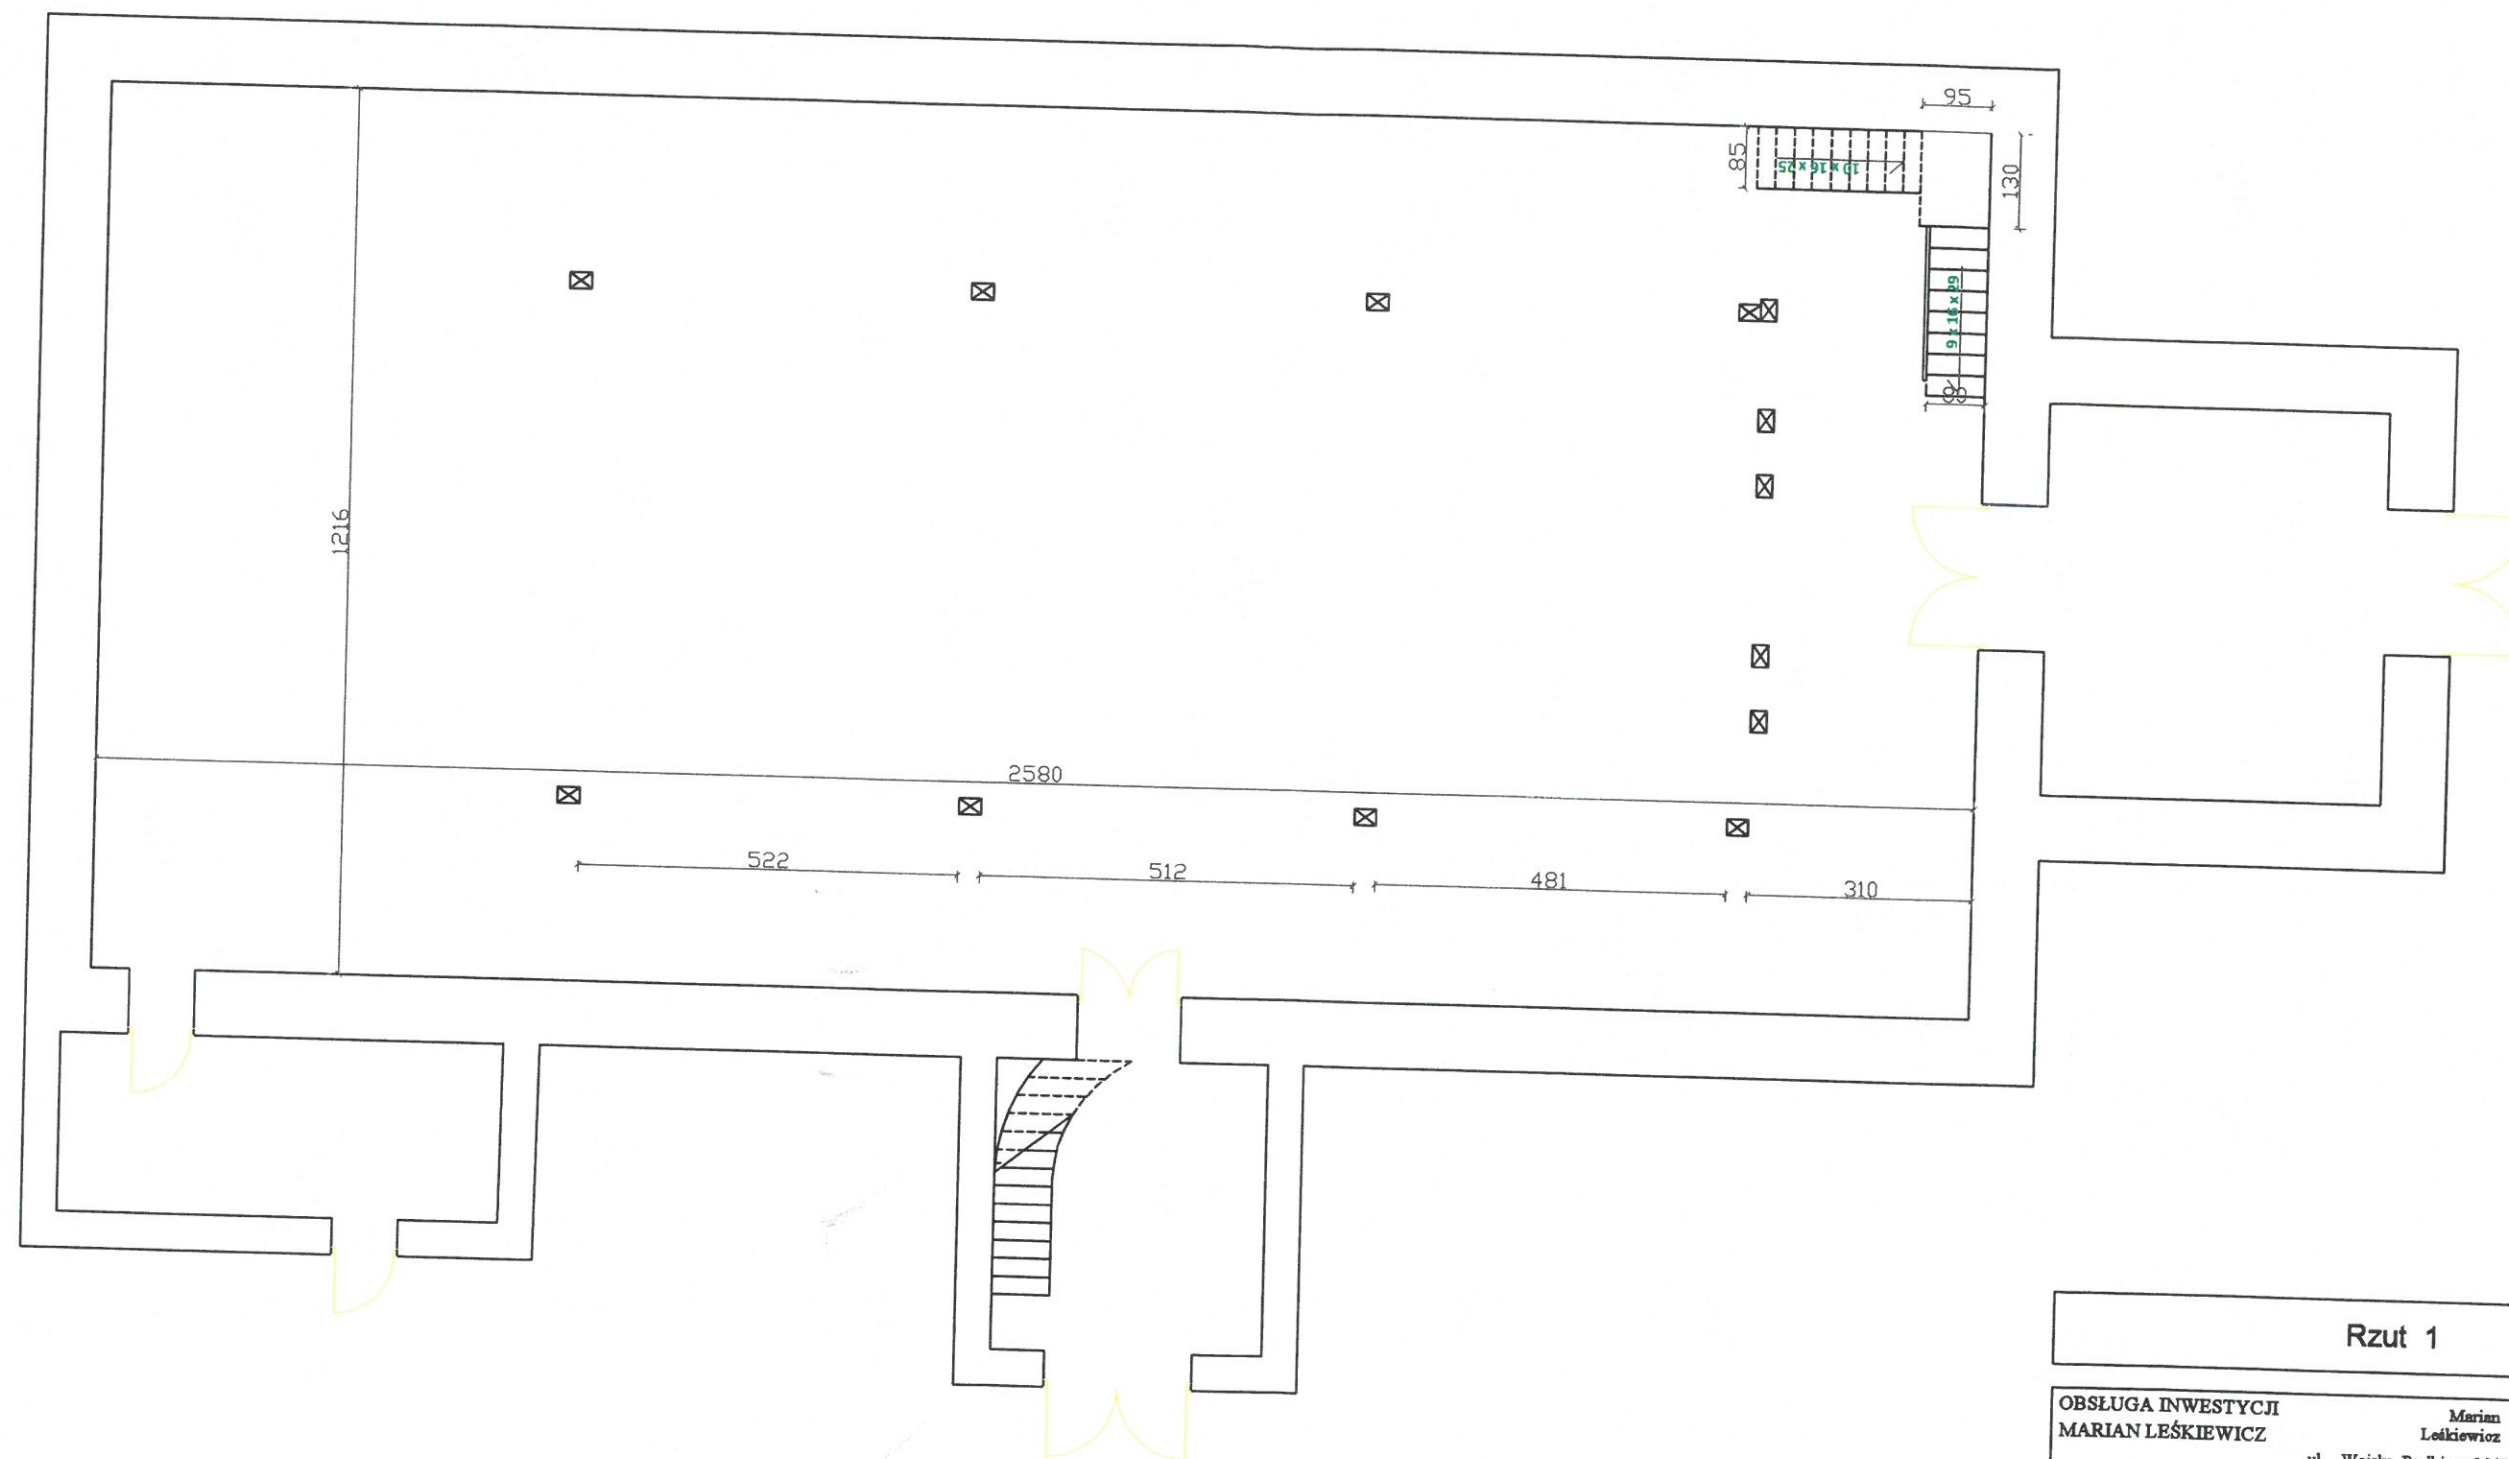 95
85
10 x 16 x 25
130
9 x 16 x 29
1216
2580
522
512
481
310
Rzut 1
OBSŁUGA INWESTYCJI
MARIAN LEŚKIEWICZ
Marian
Leśkiewicz